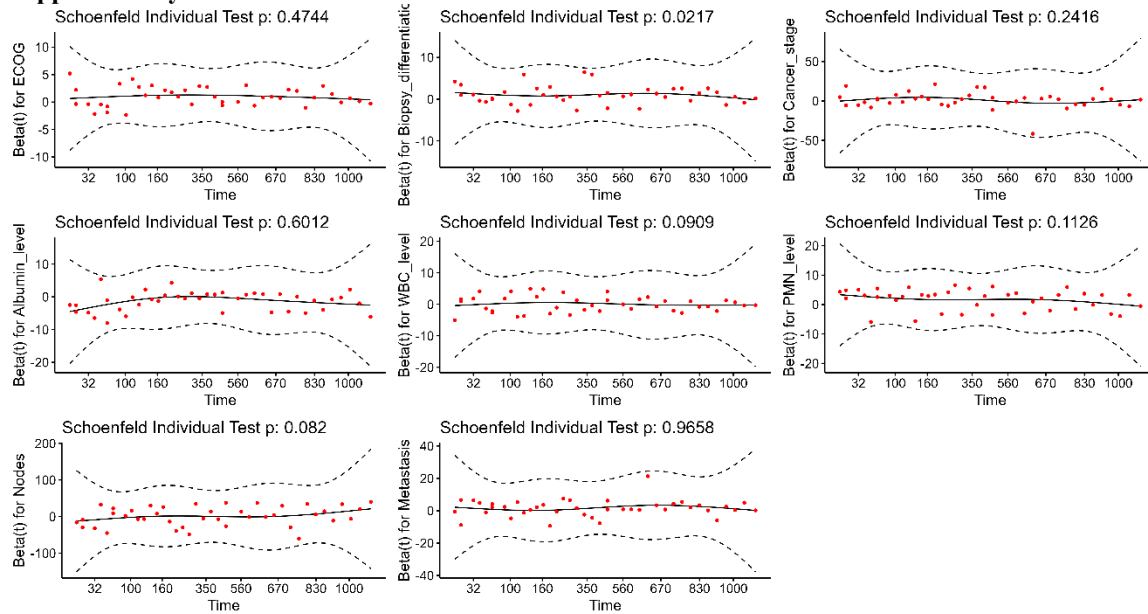 Schoenfeld Individual Test p: 0.4744
Beta(t) for ECOG
10
5
0
-5
-10
32 100 160 350 560 670 830 1000
Time
Schoenfeld Individual Test p: 0.0217
Beta(t) for Biopsy_differentiation
10
0
-10
32 100 160 350 560 670 830 1000
Time
Schoenfeld Individual Test p: 0.2416
Beta(t) for Cancer_stage
50
0
-50
32 100 160 350 560 670 830 1000
Time
Schoenfeld Individual Test p: 0.6012
Beta(t) for Albumin_level
10
0
-10
-20
32 100 160 350 560 670 830 1000
Time
Schoenfeld Individual Test p: 0.0909
Beta(t) for WBC_level
20
10
0
-10
-20
32 100 160 350 560 670 830 1000
Time
Schoenfeld Individual Test p: 0.1126
Beta(t) for PMN_level
20
10
0
-10
-20
32 100 160 350 560 670 830 1000
Time
Schoenfeld Individual Test p: 0.082
Beta(t) for Nodes
200
100
0
-100
32 100 160 350 560 670 830 1000
Time
Schoenfeld Individual Test p: 0.9658
Beta(t) for Metastasis
40
20
0
-20
-40
32 100 160 350 560 670 830 1000
Time